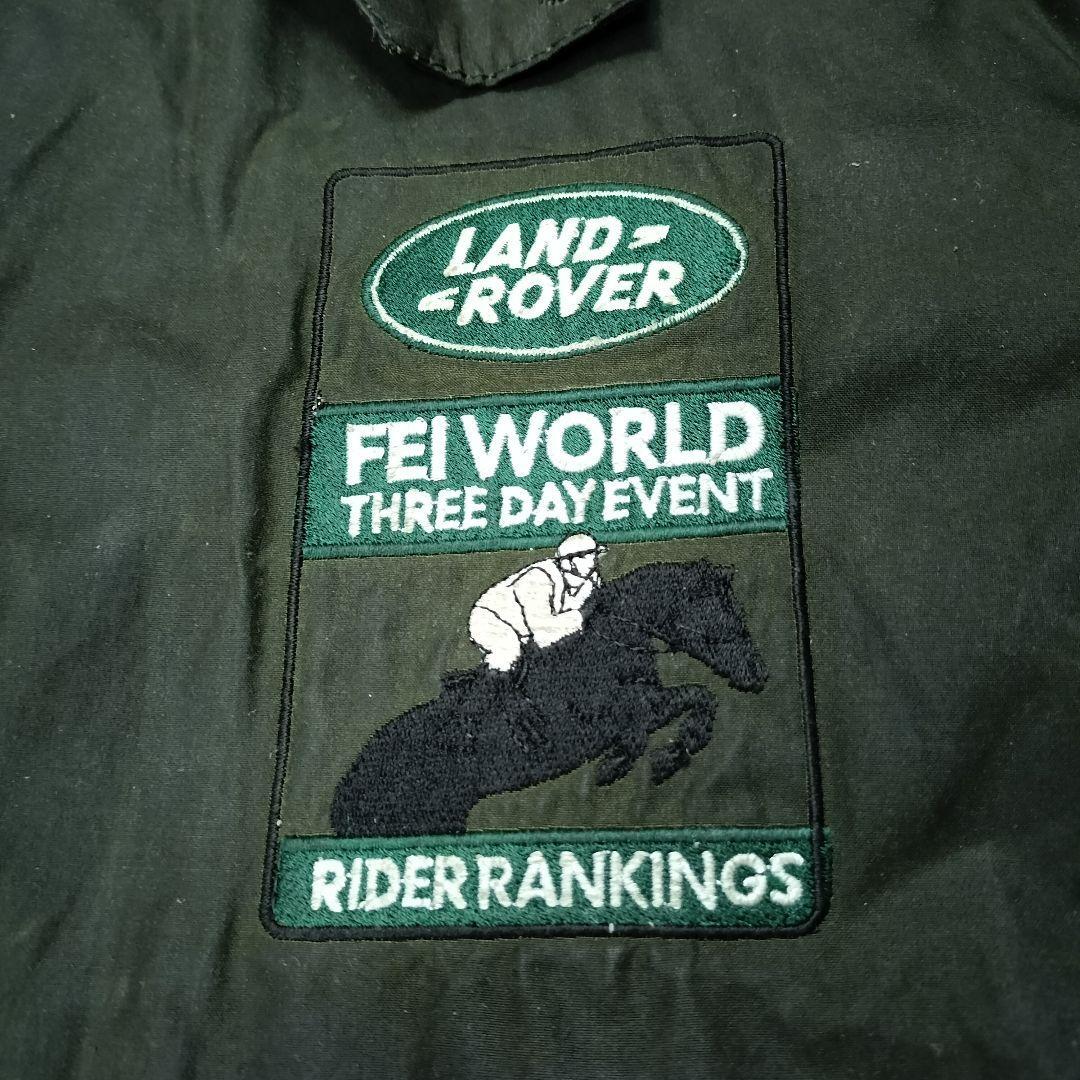 LAND
ROVER
FEI WORLD
THREE DAY EVENT
RIDER RANKINGS